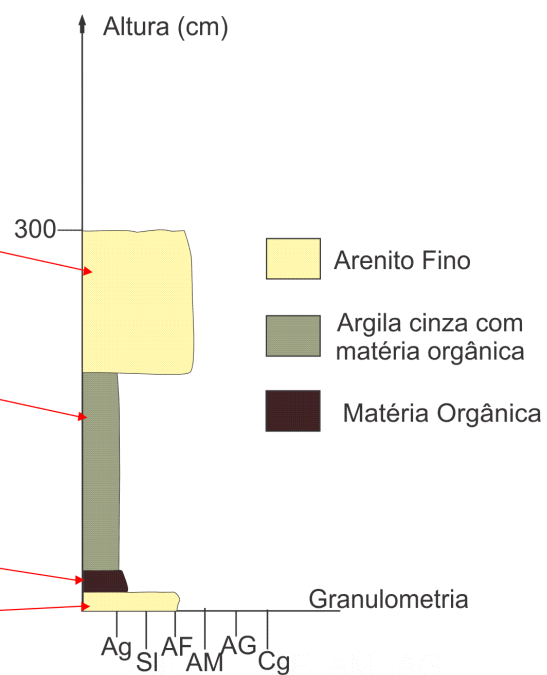 Altura (cm)
300
Arenito Fino
Argila cinza com
matéria orgânica
Matéria Orgânica
Granulometria
Ag
Sl
AF
AM
AG
Cg